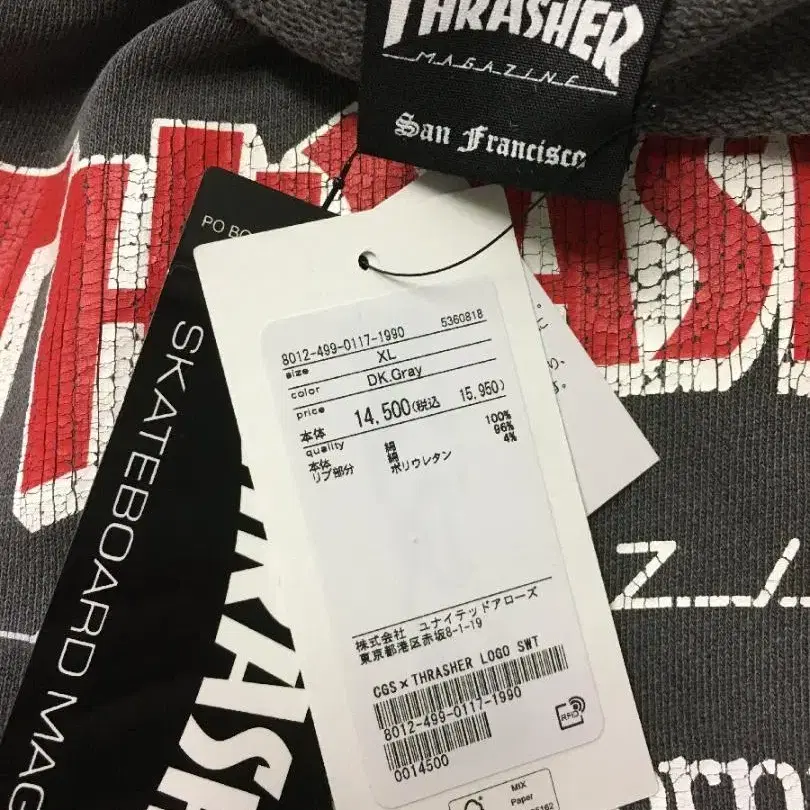 THRASHER
MAGAZINE
San Francisco
THRASH
PO BO
SKATEBOARD MAG
8012-499-0117-1990 5360818
size XL
color DK.Gray
price
本体 14,500(税込 15,950)
quality
本体 綿 100%
リブ部分 綿 96%
ポリウレタン 4%
株式会社 ユナイテッドアローズ
東京都港区赤坂8-1-19
CGS×THRASHER LOGO SWT
8012-499-0117-1990
0014500
RFID
MIX
Paper
Z I